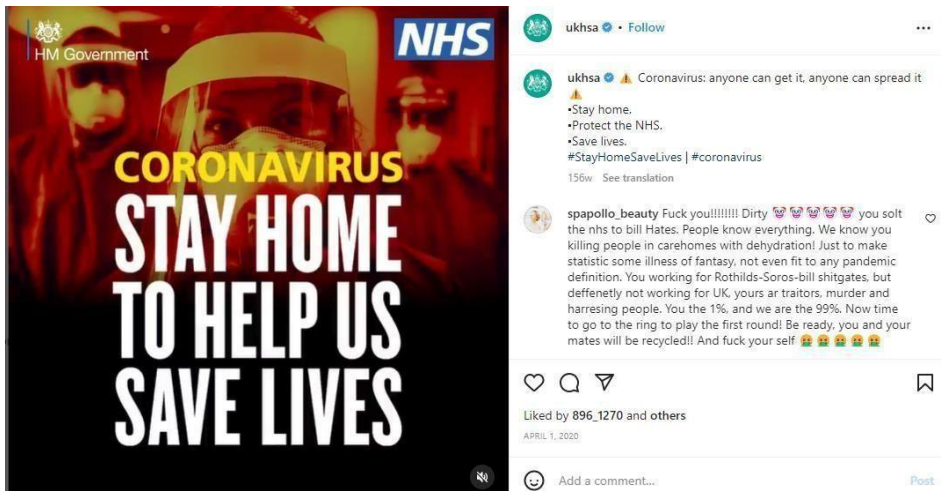 HM Government
NHS
CORONAVIRUS
STAY HOME
TO HELP US
SAVE LIVES
ukhsa • Follow
ukhsa ⚠️ Coronavirus: anyone can get it, anyone can spread it
⚠️
▪Stay home.
▪Protect the NHS.
▪Save lives.
#StayHomeSaveLives | #coronavirus
156w See translation
spapollo_beauty Fuck you!!!!!!!! Dirty 🤡🤡🤡🤡🤡 you solt
the nhs to bill Hates. People know everything. We know you
killing people in carehomes with dehydration! Just to make
statistic some illness of fantasy, not even fit to any pandemic
definition. You working for Rothilds-Soros-bill shitgates, but
deffenetly not working for UK, yours ar traitors, murder and
harresing people. You the 1%, and we are the 99%. Now time
to go to the ring to play the first round! Be ready, you and your
mates will be recycled!! And fuck your self 🤮🤮🤮🤮🤮
Liked by 896_1270 and others
APRIL 1, 2020
Add a comment...
Post